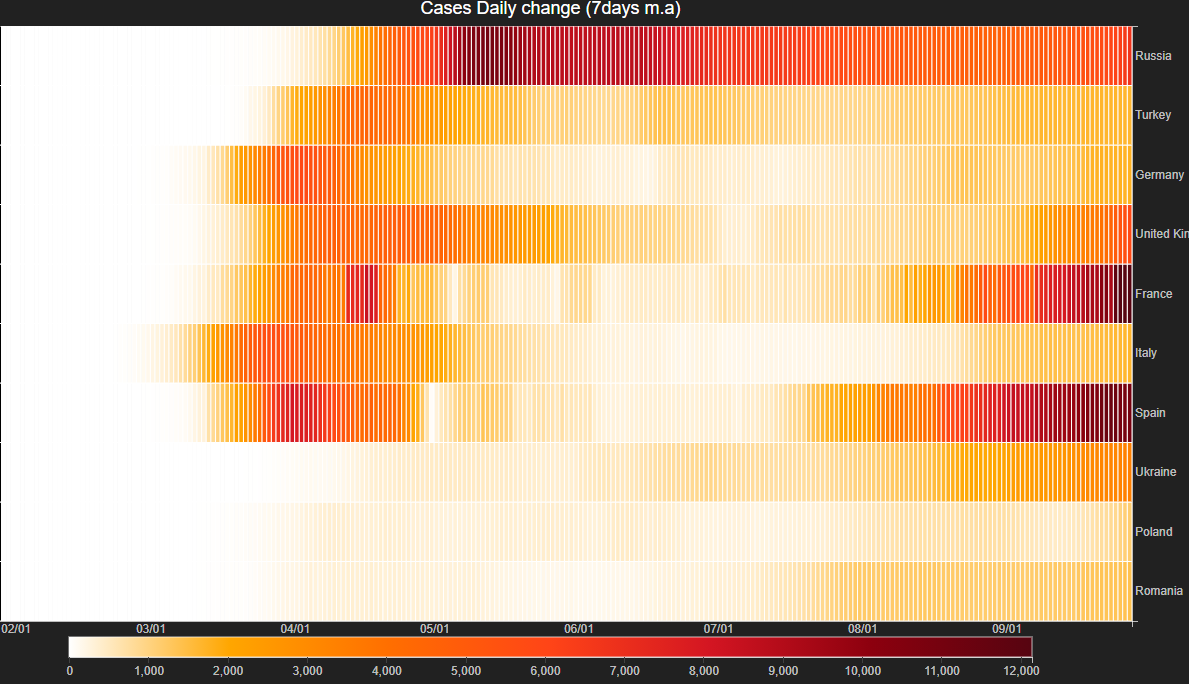 Cases Daily change (7days m.a)
Russia
Turkey
Germany
United Kin
France
Italy
Spain
Ukraine
Poland
Romania
02/01 03/01 04/01 05/01 06/01 07/01 08/01 09/01
0 1,000 2,000 3,000 4,000 5,000 6,000 7,000 8,000 9,000 10,000 11,000 12,000